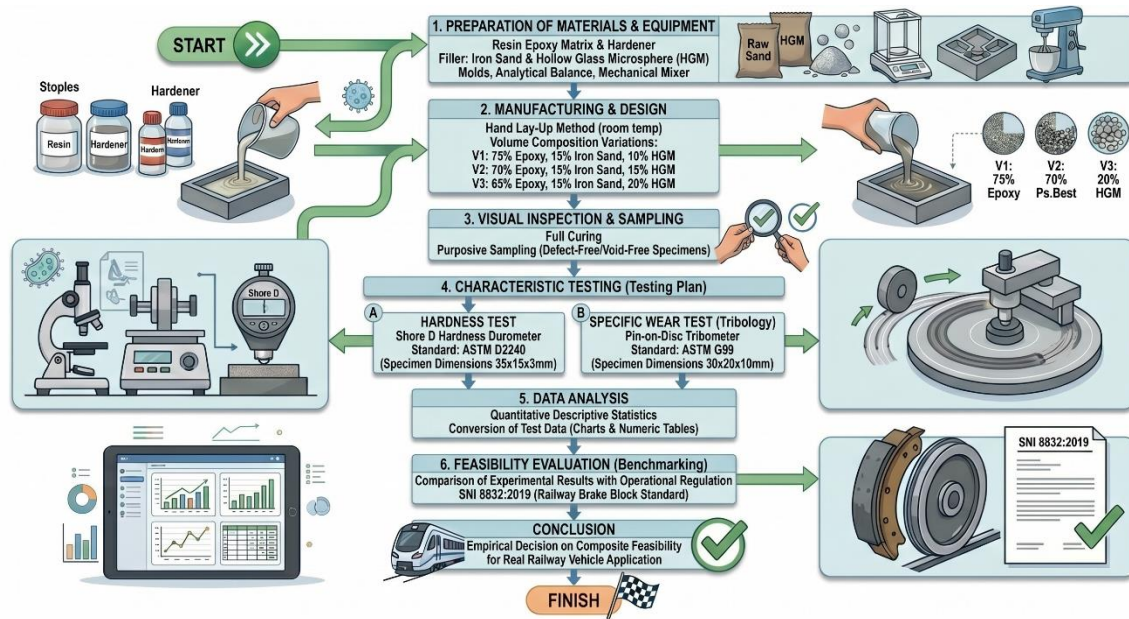 START
1. PREPARATION OF MATERIALS & EQUIPMENT
Resin Epoxy Matrix & Hardener
Filler: Iron Sand & Hollow Glass Microsphere (HGM)
Molds, Analytical Balance, Mechanical Mixer
Raw
Sand
HGM
Stoples
Hardener
Resin
Hardener
2. MANUFACTURING & DESIGN
Hand Lay-Up Method (room temp)
Volume Composition Variations:
V1: 75% Epoxy, 15% Iron Sand, 10% HGM
V2: 70% Epoxy, 15% Iron Sand, 15% HGM
V3: 65% Epoxy, 15% Iron Sand, 20% HGM
V1:
75%
Epoxy
V2:
70%
Ps.Best
V3:
20%
HGM
3. VISUAL INSPECTION & SAMPLING
Full Curing
Purposive Sampling (Defect-Free/Void-Free Specimens)
4. CHARACTERISTIC TESTING (Testing Plan)
Shore D
A
HARDNESS TEST
Shore D Hardness Durometer
Standard: ASTM D2240
(Specimen Dimensions 35x15x3mm)
B
SPECIFIC WEAR TEST (Tribology)
Pin-on-Disc Tribometer
Standard: ASTM G99
(Specimen Dimensions 30x20x10mm)
5. DATA ANALYSIS
Quantitative Descriptive Statistics
Conversion of Test Data (Charts & Numeric Tables)
6. FEASIBILITY EVALUATION (Benchmarking)
Comparison of Experimental Results with Operational Regulation
SNI 8832:2019 (Railway Brake Block Standard)
SNI 8832:2019
CONCLUSION
Empirical Decision on Composite Feasibility
for Real Railway Vehicle Application
FINISH